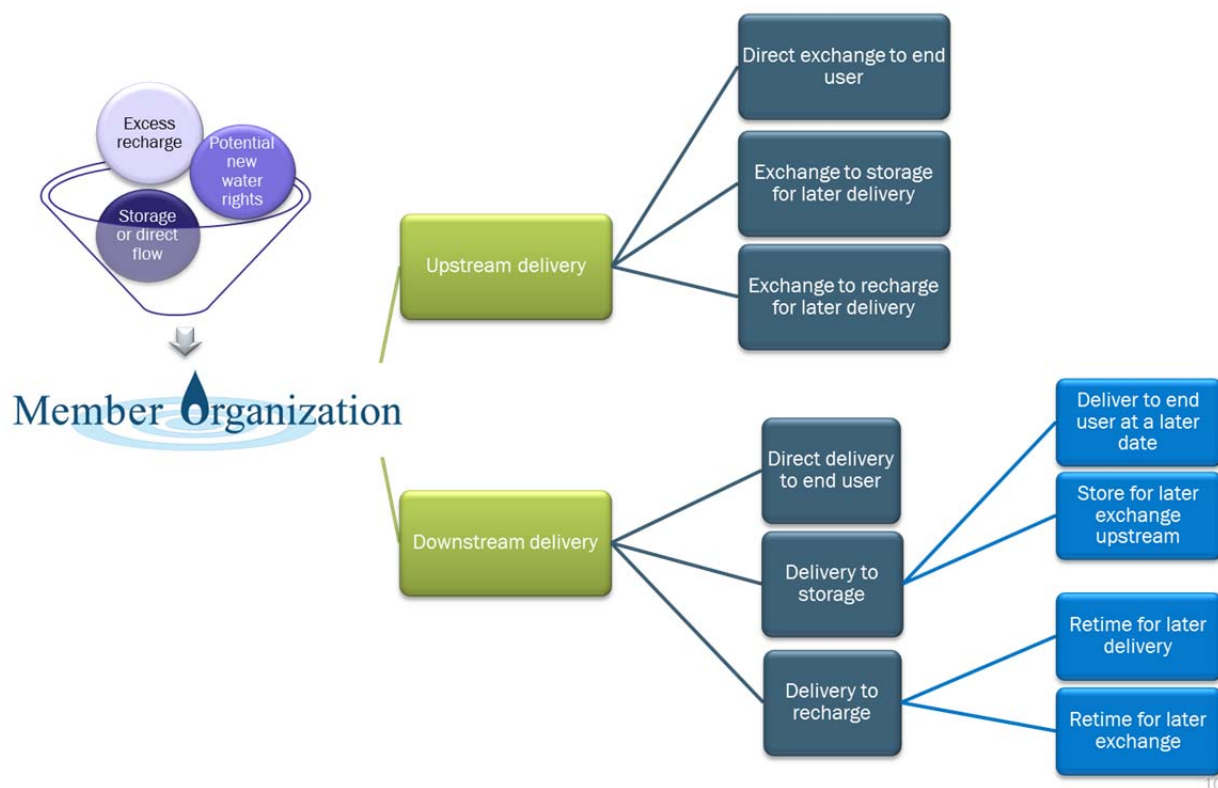 Excess
recharge
Potential
new
water
rights
Storage
or direct
flow
Member Organization
Upstream delivery
Direct exchange to end
user
Exchange to storage
for later delivery
Exchange to recharge
for later delivery
Downstream delivery
Direct delivery
to end user
Delivery to
storage
Delivery to
recharge
Deliver to end
user at a later
date
Store for later
exchange
upstream
Retime for later
delivery
Retime for later
exchange
10